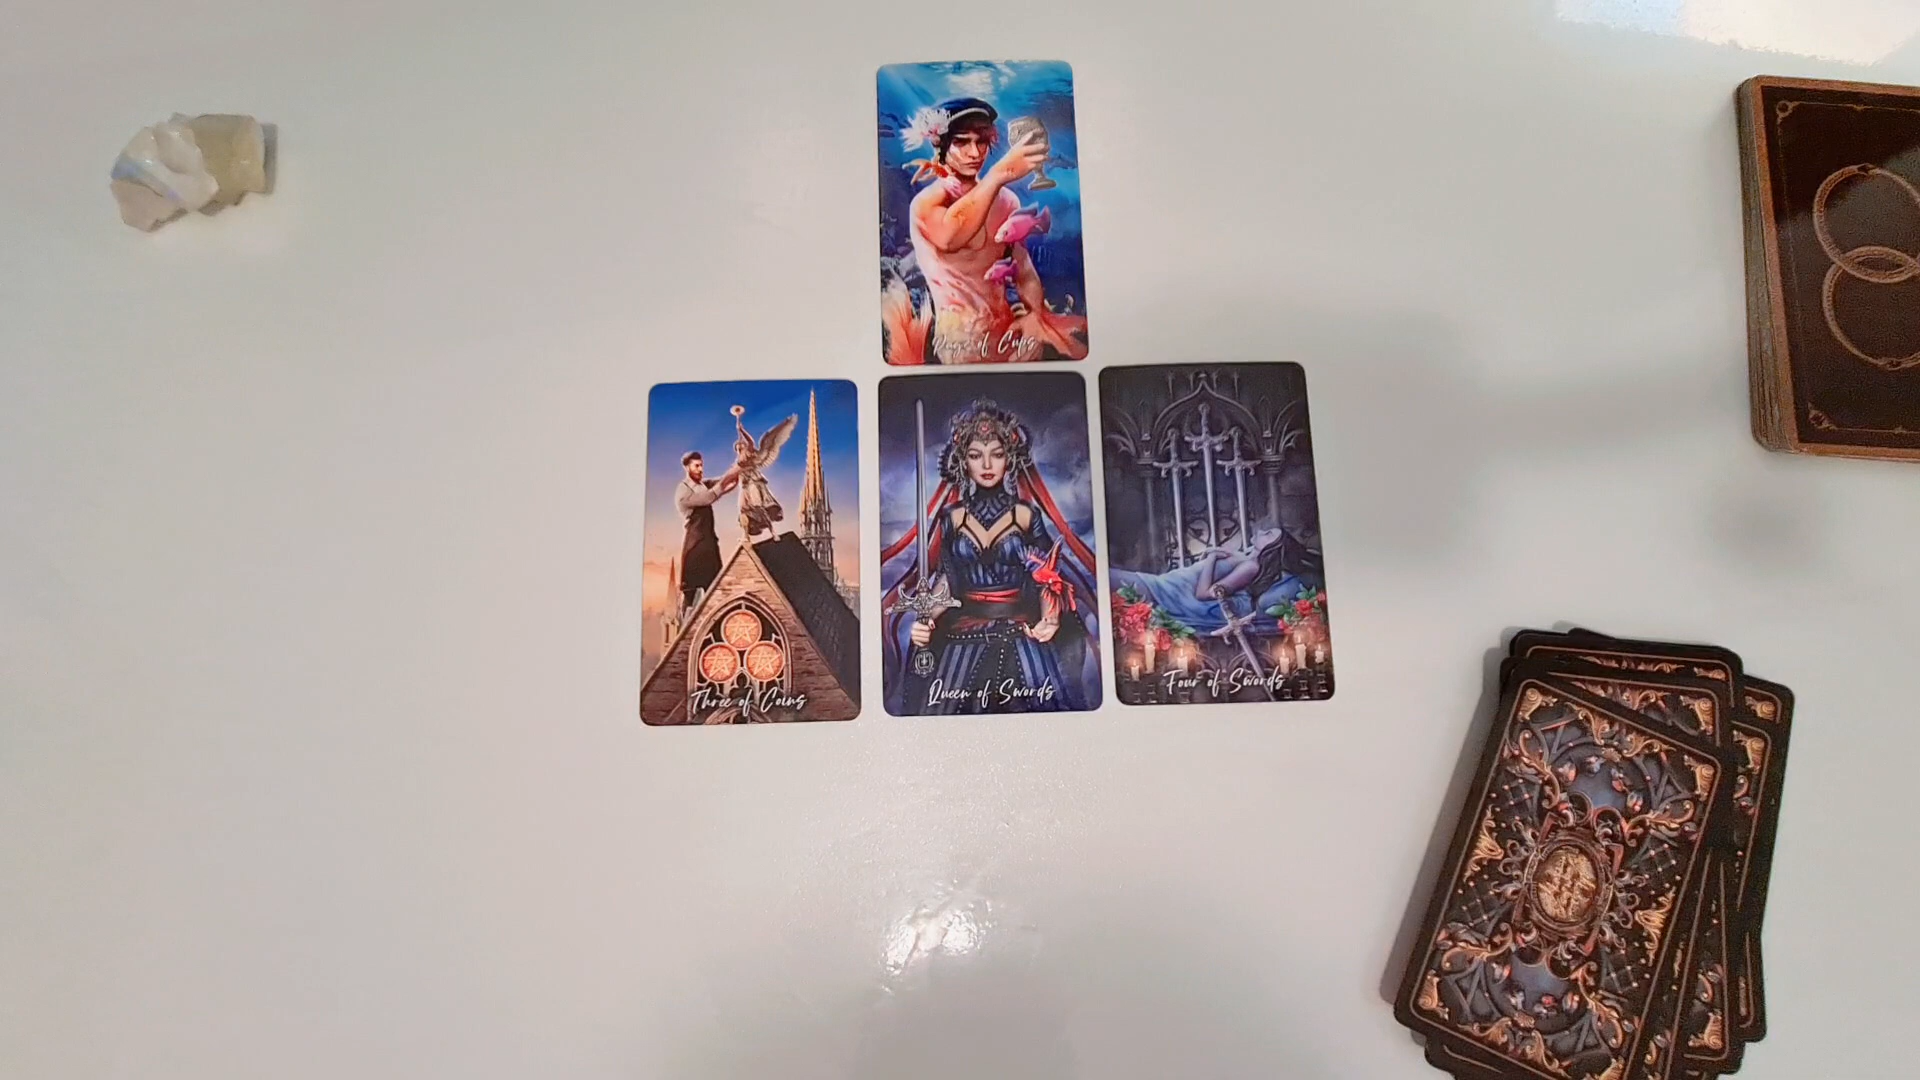 Page of Cups
Three of Coins
Queen of Swords
Four of Swords